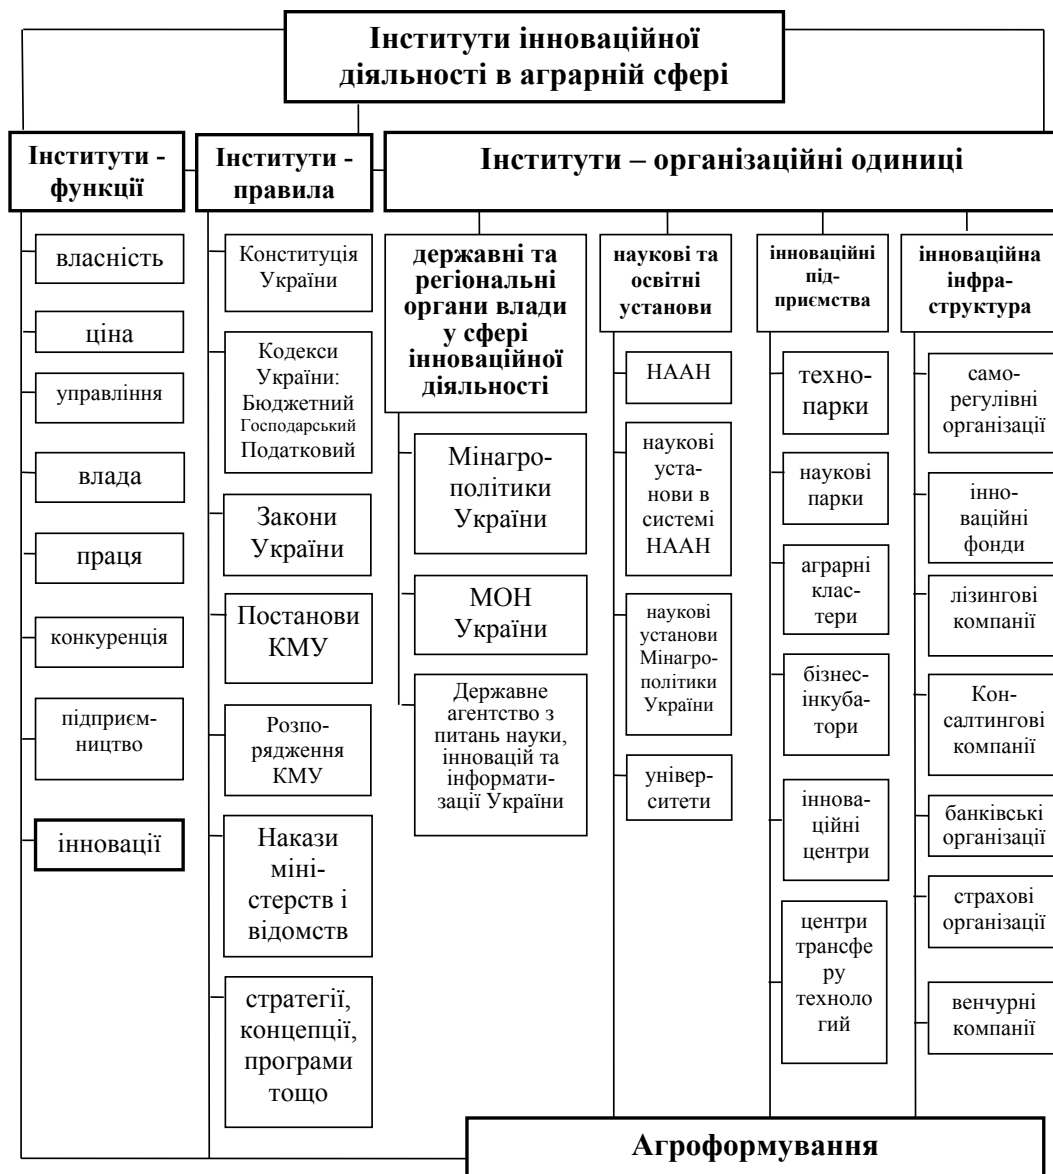 Інститути інноваційної
діяльності в аграрній сфері
Інститути -
функції
Інститути -
правила
Інститути – організаційні одиниці
власність
ціна
управління
влада
праця
конкуренція
підприєм-
ництво
інновації
Конституція
України
Кодекси
України:
Бюджетний
Господарський
Податковий
Закони
України
Постанови
КМУ
Розпо-
рядження
КМУ
Накази
міні-
стерств і
відомств
стратегії,
концепції,
програми
тощо
державні та
регіональні
органи влади
у сфері
інноваційної
діяльності
Мінагро-
політики
України
МОН
України
Державне
агентство з
питань науки,
інновацій та
інформати-
зації України
наукові та
освітні
установи
НААН
наукові
уста-
нови в
системі
НААН
наукові
установи
Мінагро-
політики
України
універ-
ситети
інноваційні
під-
приємства
техно-
парки
наукові
парки
аграрні
клас-
тери
бізнес-
інкуба-
тори
іннова-
ційні
центри
центри
трансфе
ру
техноло
гий
інноваційна
інфра-
структура
само-
регулівні
організації
інно-
ваційні
фонди
лізингові
компанії
Кон-
салтингові
компанії
банківські
організації
страхові
організації
венчурні
компанії
Агроформування